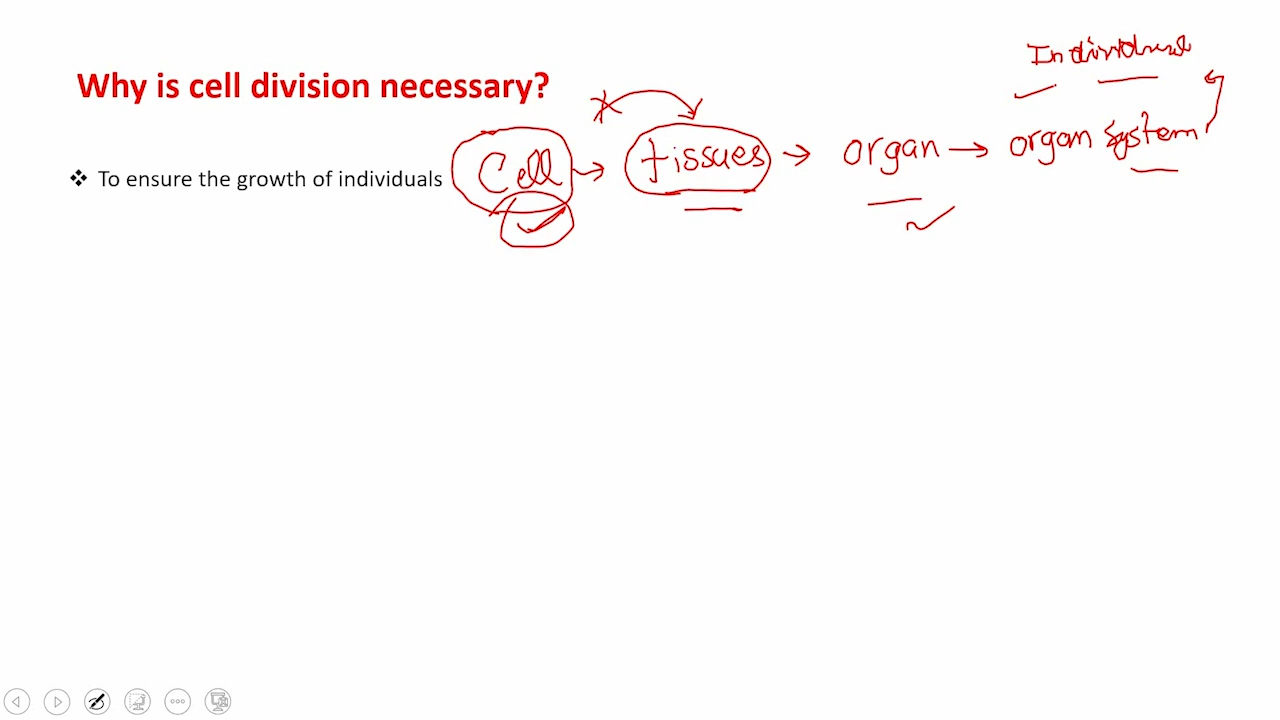 Why is cell division necessary?
Individual
Cell → tissues → organ → organ system
❖ To ensure the growth of individuals